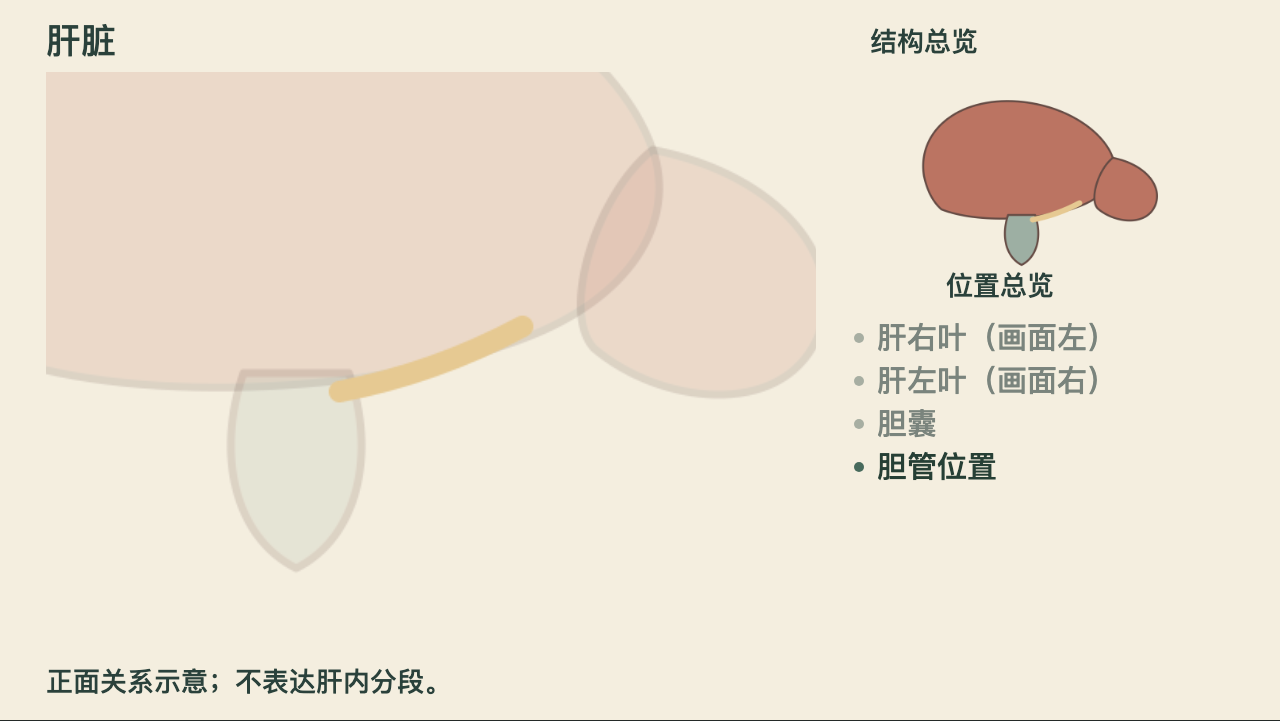 肝脏
结构总览
位置总览
肝右叶（画面左）
肝左叶（画面右）
胆囊
胆管位置
正面关系示意；不表达肝内分段。